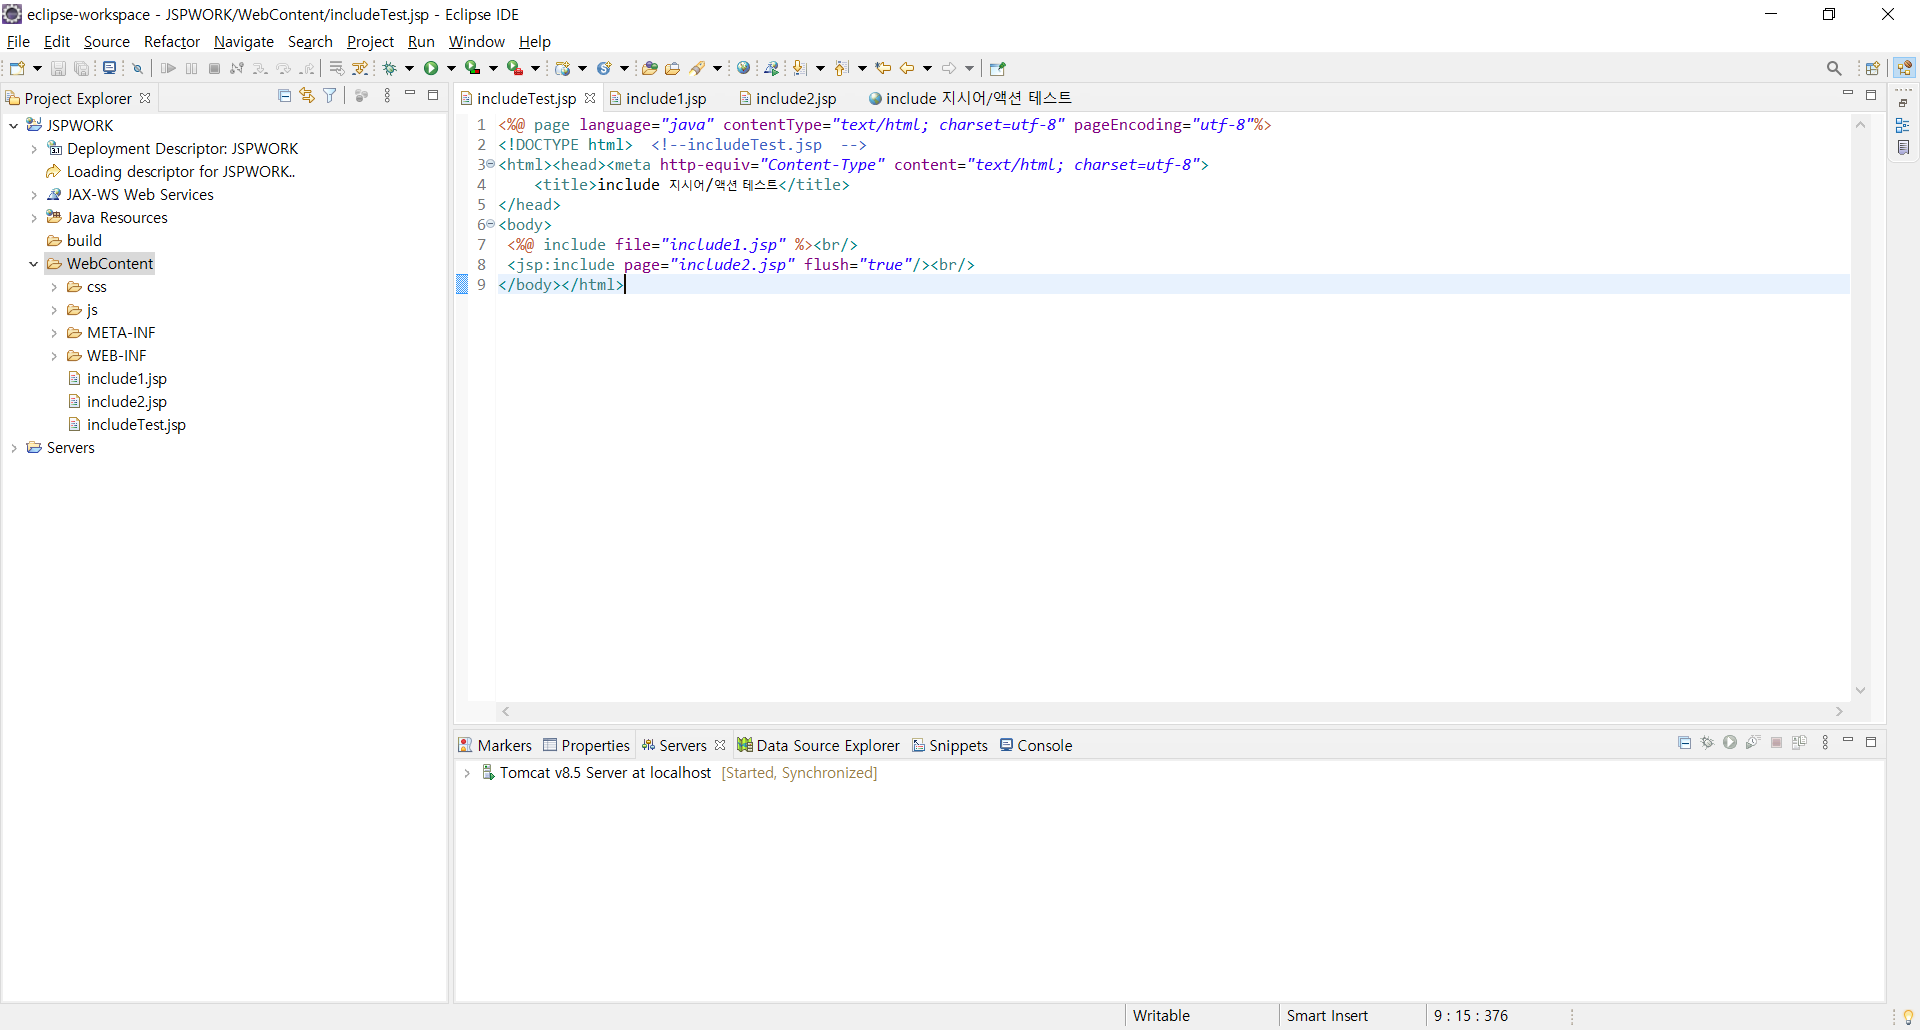 eclipse-workspace - JSPWORK/WebContent/includeTest.jsp - Eclipse IDE
File Edit Source Refactor Navigate Search Project Run Window Help
Project Explorer
JSPWORK
Deployment Descriptor: JSPWORK
Loading descriptor for JSPWORK..
JAX-WS Web Services
Java Resources
build
WebContent
css
js
META-INF
WEB-INF
include1.jsp
include2.jsp
includeTest.jsp
Servers
includeTest.jsp include1.jsp include2.jsp include 지시어/액션 테스트
1 <%@ page language="java" contentType="text/html; charset=utf-8" pageEncoding="utf-8"%>
2 <!DOCTYPE html>  <!--includeTest.jsp  -->
3 <html><head><meta http-equiv="Content-Type" content="text/html; charset=utf-8">
4     <title>include 지시어/액션 테스트</title>
5 </head>
6 <body>
7  <%@ include file="include1.jsp" %><br/>
8  <jsp:include page="include2.jsp" flush="true"/><br/>
9 </body></html>
Markers Properties Servers Data Source Explorer Snippets Console
Tomcat v8.5 Server at localhost [Started, Synchronized]
Writable Smart Insert 9 : 15 : 376